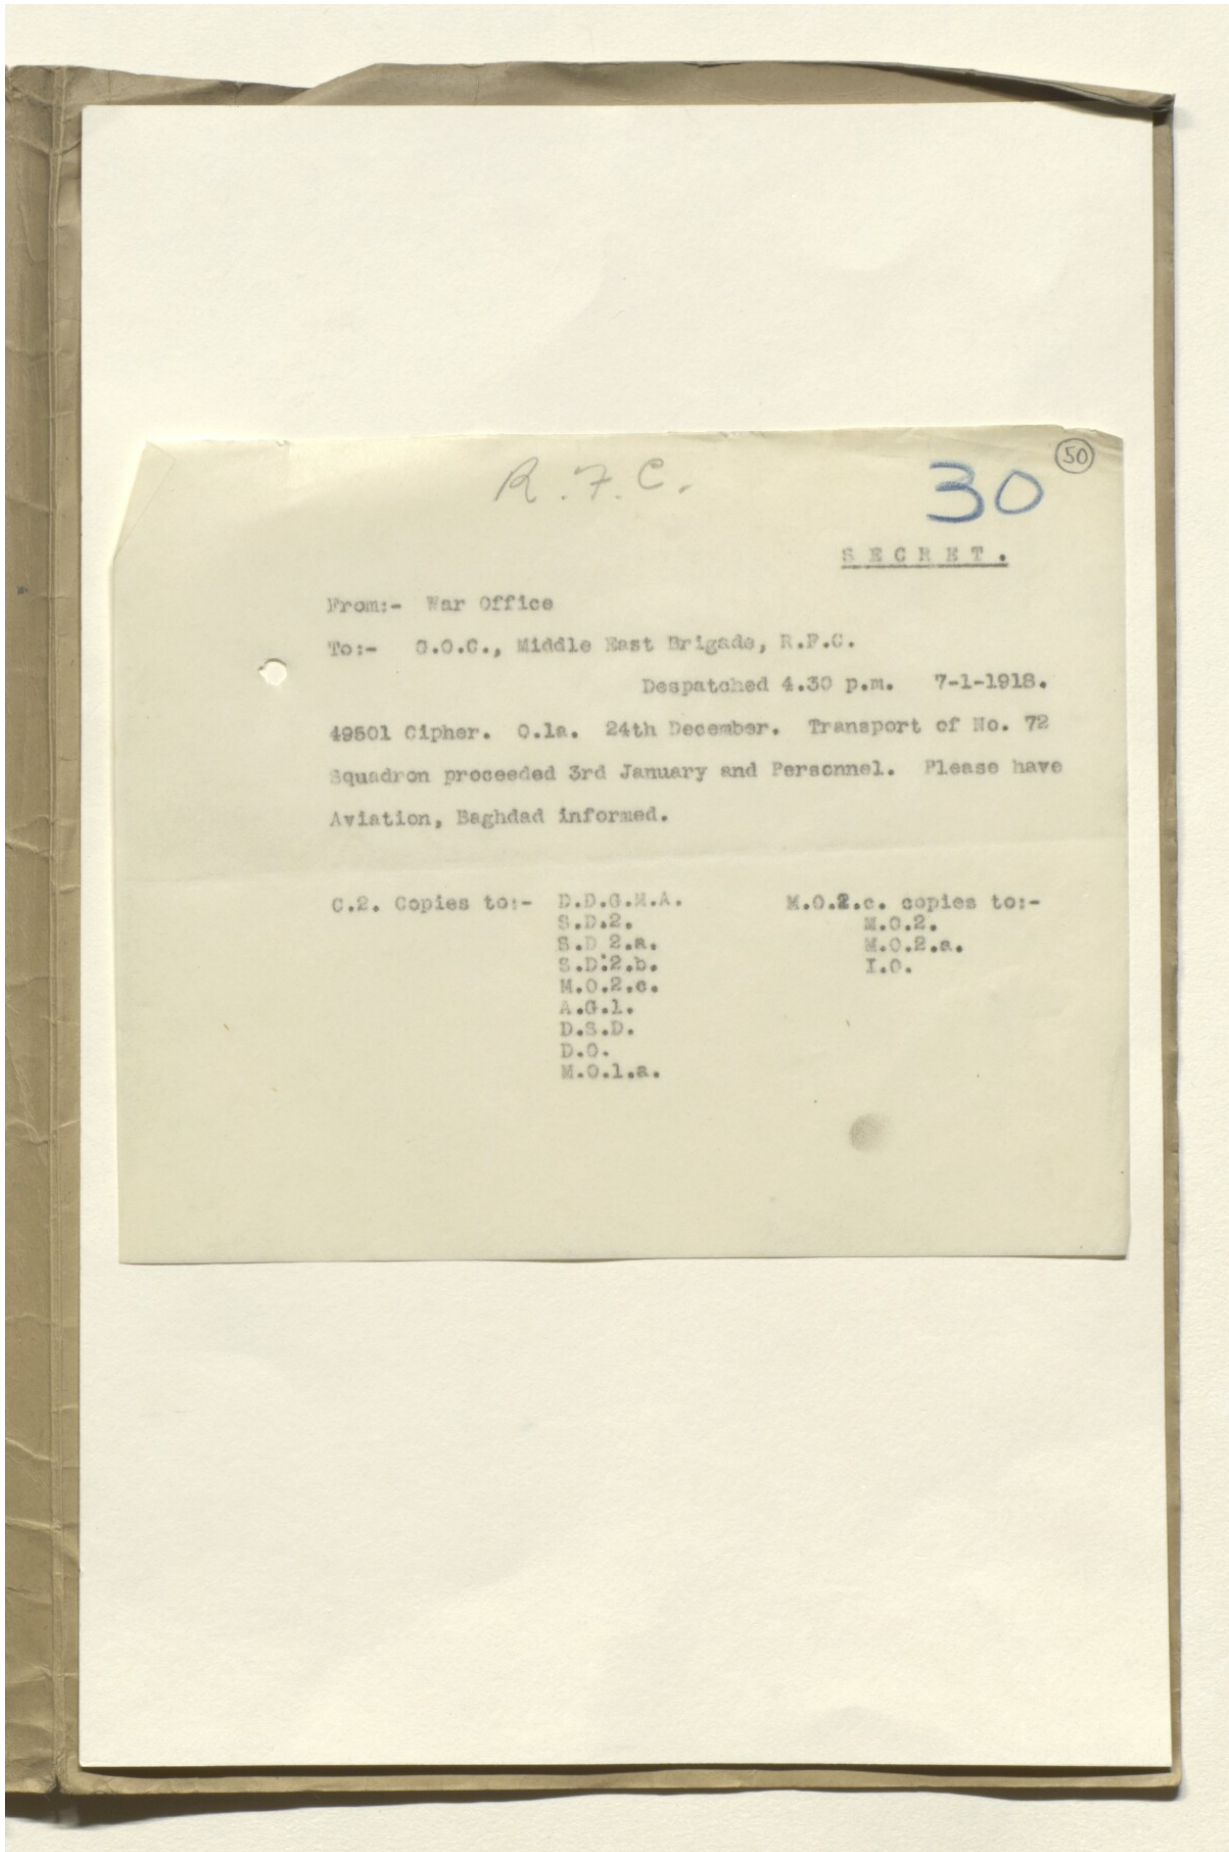 R.F.C.
30
50
SECRET.
From:- War Office
To:- G.O.C., Middle East Brigade, R.F.C.
Despatched 4.30 p.m. 7-1-1918.
49501 Cipher. O.1a. 24th December. Transport of No. 72
Squadron proceeded 3rd January and Personnel. Please have
Aviation, Baghdad informed.
C.2. Copies to:- D.D.G.M.A. M.O.2.c. copies to:-
S.D.2. M.O.2.
S.D 2.a. M.O.2.a.
S.D.2.b. I.O.
M.O.2.c.
A.G.1.
D.S.D.
D.O.
M.O.1.a.